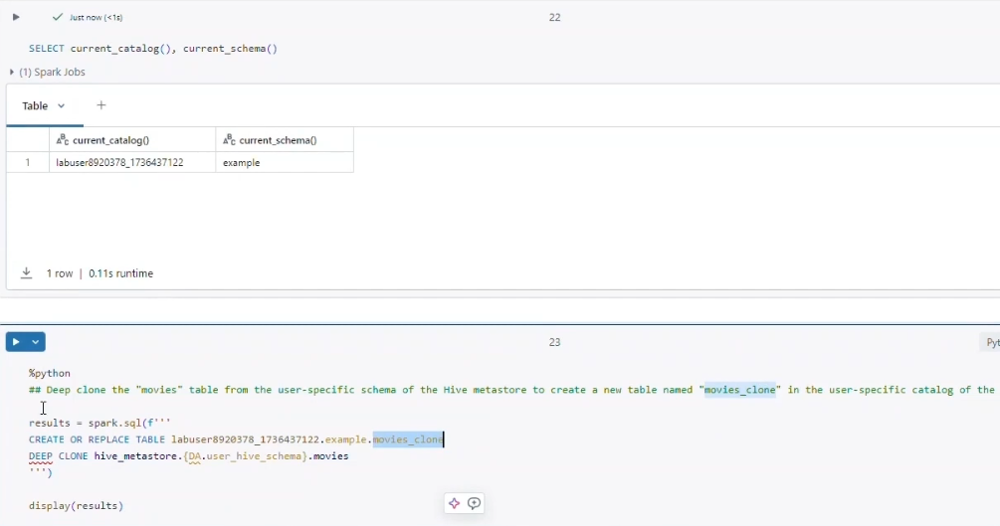 Just now (<1s)
22
SELECT current_catalog(), current_schema()
(1) Spark Jobs
Table
current_catalog()
current_schema()
1
labuser8920378_1736437122
example
1 row | 0.11s runtime
23
Pyt
%python
## Deep clone the "movies" table from the user-specific schema of the Hive metastore to create a new table named "movies_clone" in the user-specific catalog of the
results = spark.sql(f'''
CREATE OR REPLACE TABLE labuser8920378_1736437122.example.movies_clone
DEEP CLONE hive_metastore.{DA.user_hive_schema}.movies
''')
display(results)